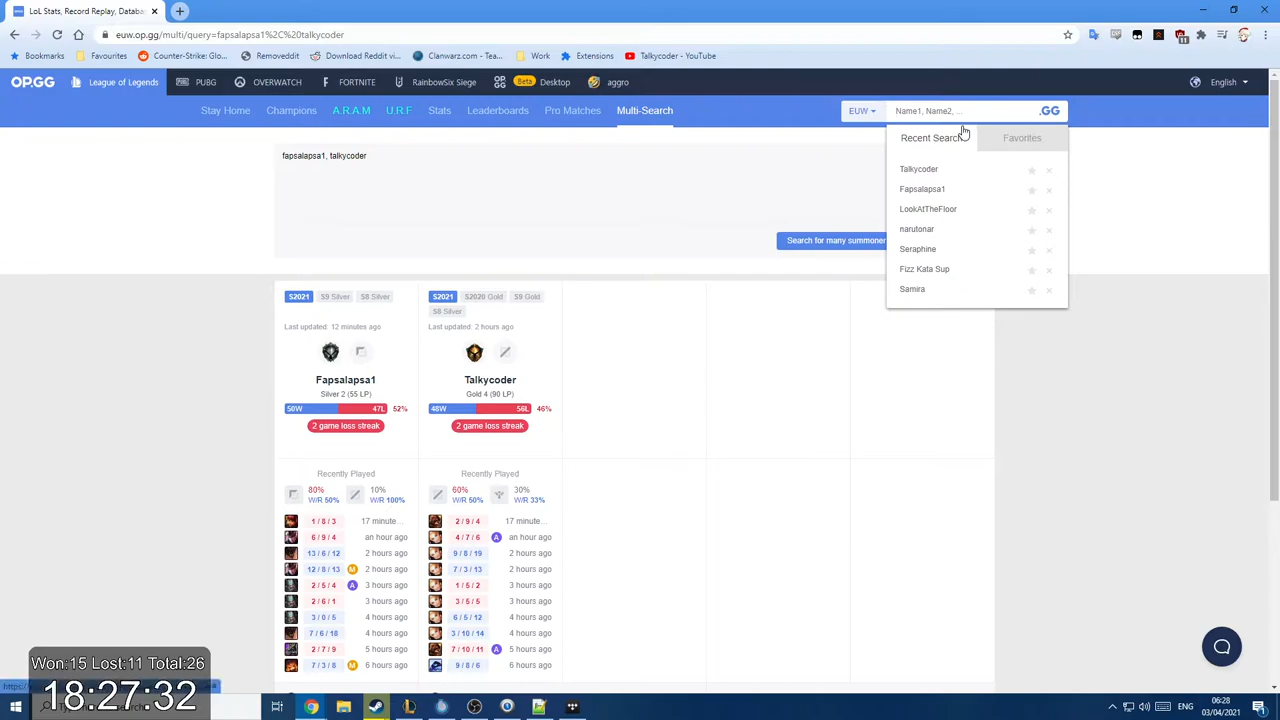 LoL Stats, Record Replay, Databa
euw.op.gg/multi/query=fapsalapsa1%2C%20talkycoder
11
Bookmarks
Favourites
Counter-Strike: Glo...
Removeddit
Download Reddit vi...
Clanwarz.com - Tea...
Work
Extensions
Talkycoder - YouTube
OP.GG
League of Legends
PUBG
OVERWATCH
FORTNITE
RainbowSix Siege
OP GG
Beta
Desktop
aggro
English
Stay Home
Champions
A.R.A.M
U.R.F
Stats
Leaderboards
Pro Matches
Multi-Search
EUW
Name1, Name2, ...
.GG
Recent Search
Favorites
fapsalapsa1, talkycoder
Talkycoder
Fapsalapsa1
LookAtTheFloor
narutonar
Seraphine
Fizz Kata Sup
Samira
Search for many summoner
S2021 S9 Silver S8 Silver
Last updated: 12 minutes ago
Fapsalapsa1
Silver 2 (55 LP)
50W 47L 52%
2 game loss streak
S2021 S2020 Gold S9 Gold
S8 Silver
Last updated: 2 hours ago
Talkycoder
Gold 4 (90 LP)
48W 56L 46%
2 game loss streak
Recently Played
80% 10%
W/R 50% W/R 100%
1 / 8 / 3 17 minute...
6 / 9 / 4 an hour ago
13 / 6 / 12 2 hours ago
12 / 8 / 13 M 2 hours ago
2 / 5 / 4 A 3 hours ago
2 / 6 / 1 3 hours ago
3 / 0 / 5 4 hours ago
7 / 6 / 18 4 hours ago
2 / 7 / 9 5 hours ago
7 / 3 / 8 M 6 hours ago
Recently Played
60% 30%
W/R 50% W/R 33%
2 / 9 / 4 17 minute...
4 / 7 / 6 A an hour ago
9 / 8 / 19 2 hours ago
7 / 3 / 13 2 hours ago
1 / 5 / 2 3 hours ago
3 / 5 / 5 3 hours ago
6 / 5 / 12 4 hours ago
3 / 10 / 14 4 hours ago
7 / 10 / 11 A 5 hours ago
9 / 8 / 6 6 hours ago
Won:15 Lost:11 Total:26
18:27:32
ENG
06:28
03/04/2021